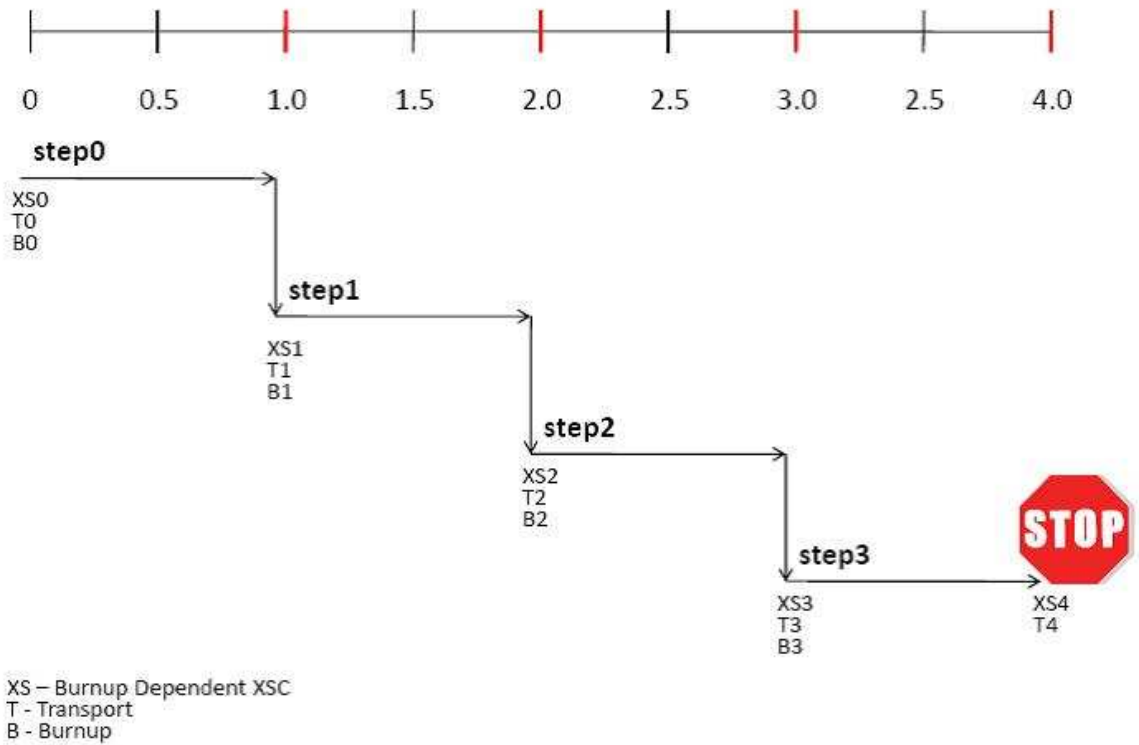 0 0.5 1.0 1.5 2.0 2.5 3.0 2.5 4.0
step0
XS0
T0
B0
step1
XS1
T1
B1
step2
XS2
T2
B2
STOP
step3
XS3
T3
B3
XS4
T4
XS – Burnup Dependent XSC
T - Transport
B - Burnup